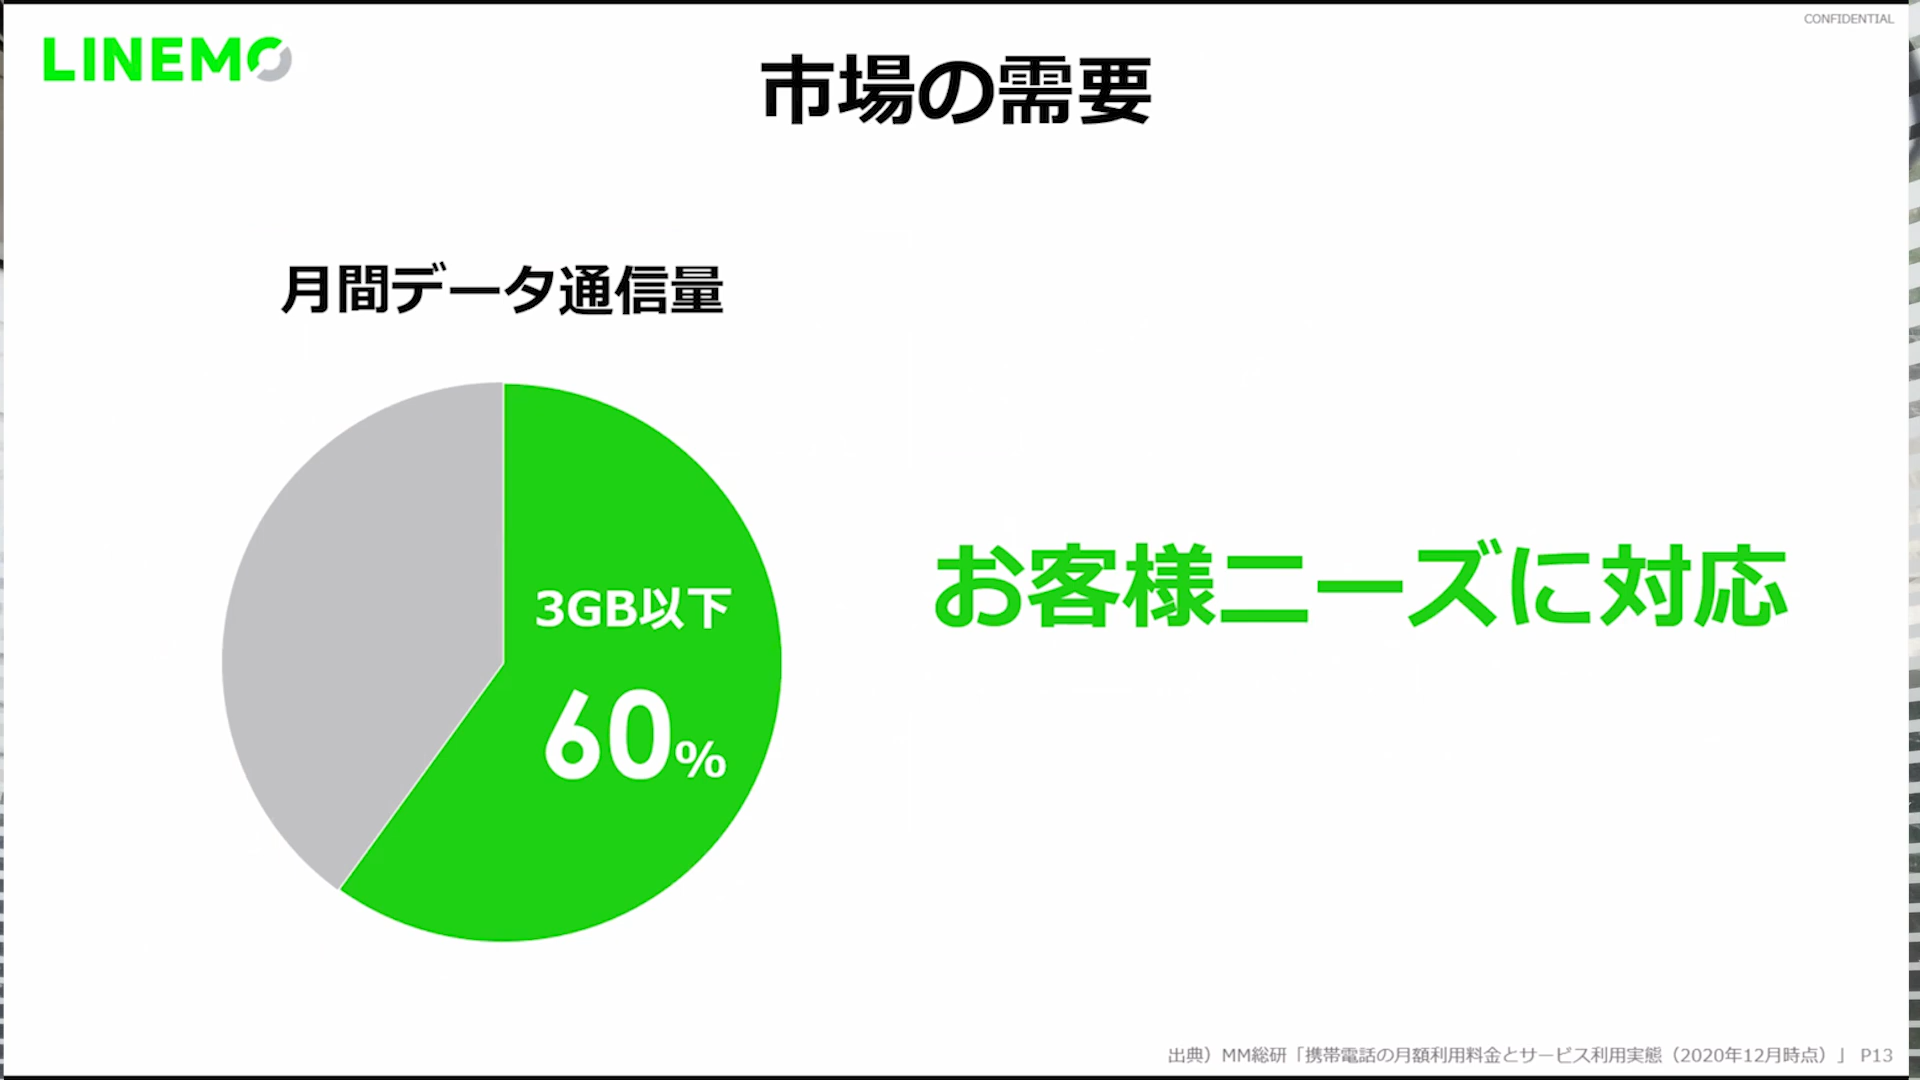 CONFIDENTIAL
LINEMO
市場の需要
月間データ通信量
3GB以下
60%
お客様ニーズに対応
出典）MM総研「携帯電話の月額利用料金とサービス利用実態（2020年12月時点）」 P13